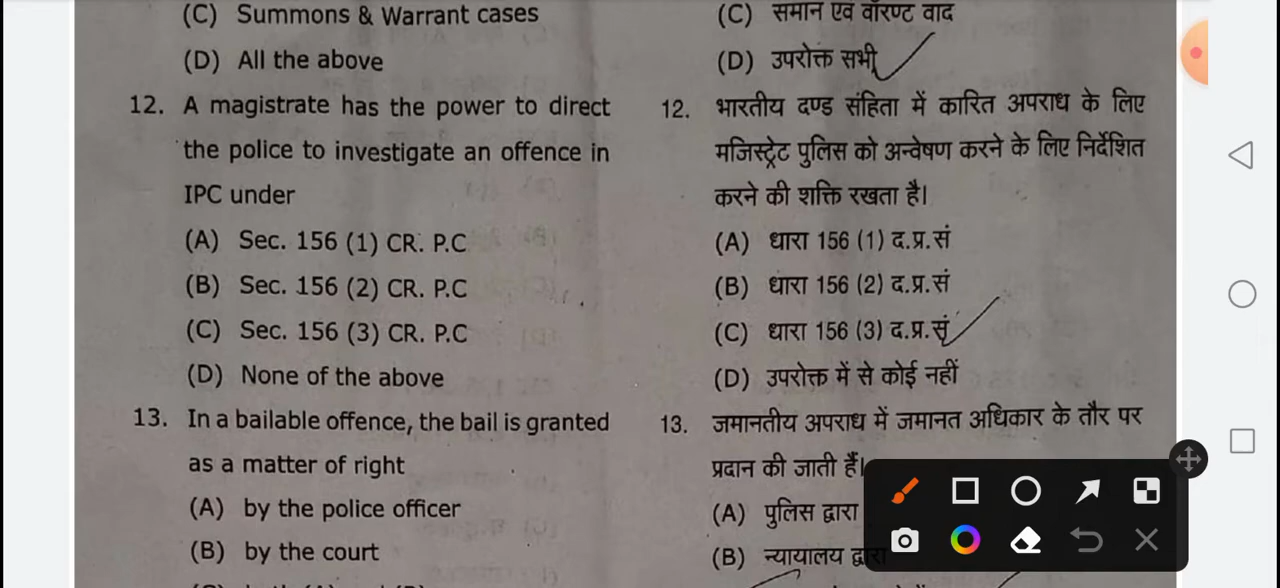 (C) Summons & Warrant cases
(D) All the above
12. A magistrate has the power to direct
the police to investigate an offence in
IPC under
(A) Sec. 156 (1) CR. P.C
(B) Sec. 156 (2) CR. P.C
(C) Sec. 156 (3) CR. P.C
(D) None of the above
13. In a bailable offence, the bail is granted
as a matter of right
(A) by the police officer
(B) by the court
(C) समान एवं वॉरण्ट वाद
(D) उपरोक्त सभी
12. भारतीय दण्ड संहिता में कारित अपराध के लिए
मजिस्ट्रेट पुलिस को अन्वेषण करने के लिए निर्देशित
करने की शक्ति रखता है।
(A) धारा 156 (1) द.प्र.सं
(B) धारा 156 (2) द.प्र.सं
(C) धारा 156 (3) द.प्र.सं
(D) उपरोक्त में से कोई नहीं
13. जमानतीय अपराध में जमानत अधिकार के तौर पर
प्रदान की जाती हैं।
(A) पुलिस द्वारा
(B) न्यायालय द्वारा